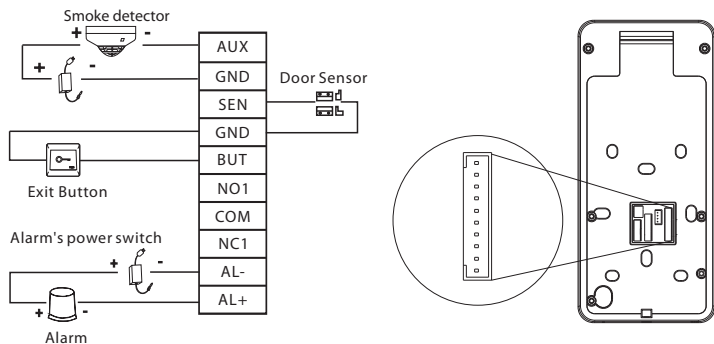 Smoke detector
+ -
+ -
AUX
GND
SEN
GND
BUT
NO1
COM
NC1
AL-
AL+
Door Sensor
Exit Button
Alarm's power switch
+ -
+ -
Alarm